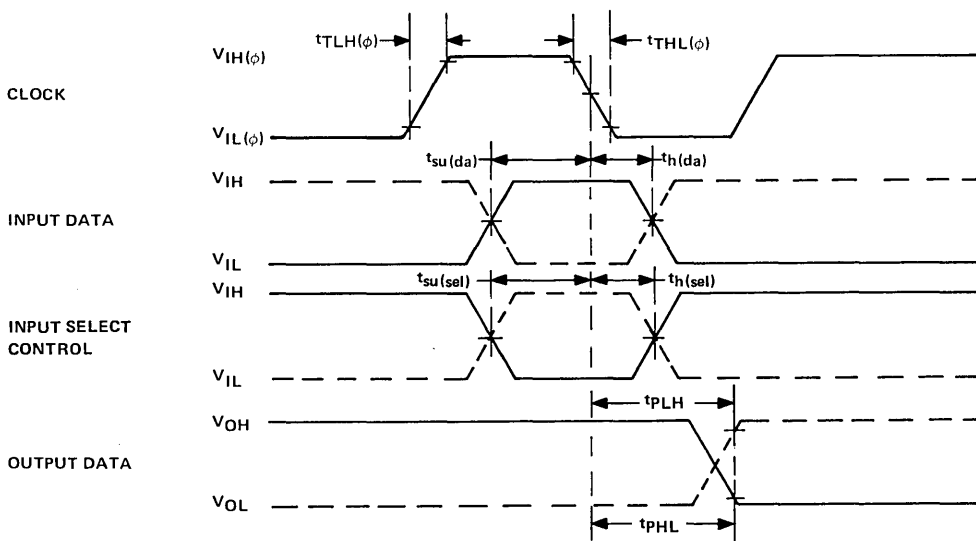 tTLH(ϕ)
tTHL(ϕ)
VIH(ϕ)
CLOCK
VIL(ϕ)
tsu(da)
th(da)
VIH
INPUT DATA
VIL
tsu(sel)
th(sel)
VIH
INPUT SELECT
CONTROL
VIL
tPLH
VOH
OUTPUT DATA
VOL
tPHL